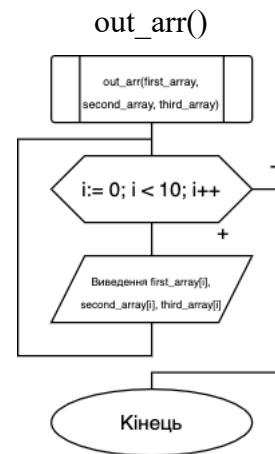 out_arr()
out_arr(first_array,
second_array, third_array)
i:= 0; i < 10; i++
-
+
Виведення first_array[i],
second_array[i], third_array[i]
Кінець